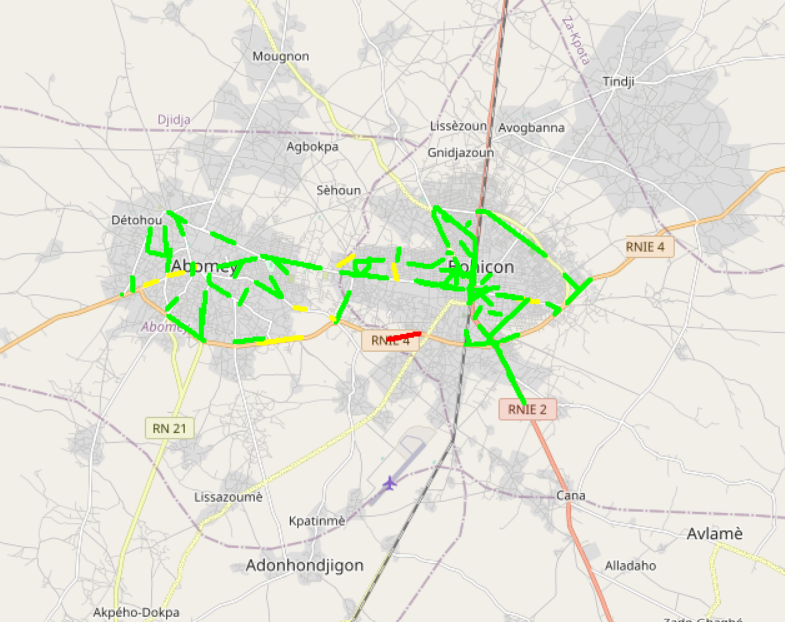 Za-Kpota
Mougnon
Tindji
Djidja
Lissèzoun
Avogbanna
Agbokpa
Gnidjazoun
Sèhoun
Détohou
RNIE 4
Abomey
Bohicon
Abomey
RNIE 4
RNIE 2
RN 21
Lissazoumè
Cana
Kpatinmè
Avlamè
Adonhondjigon
Alladaho
Akpého-Dokpa